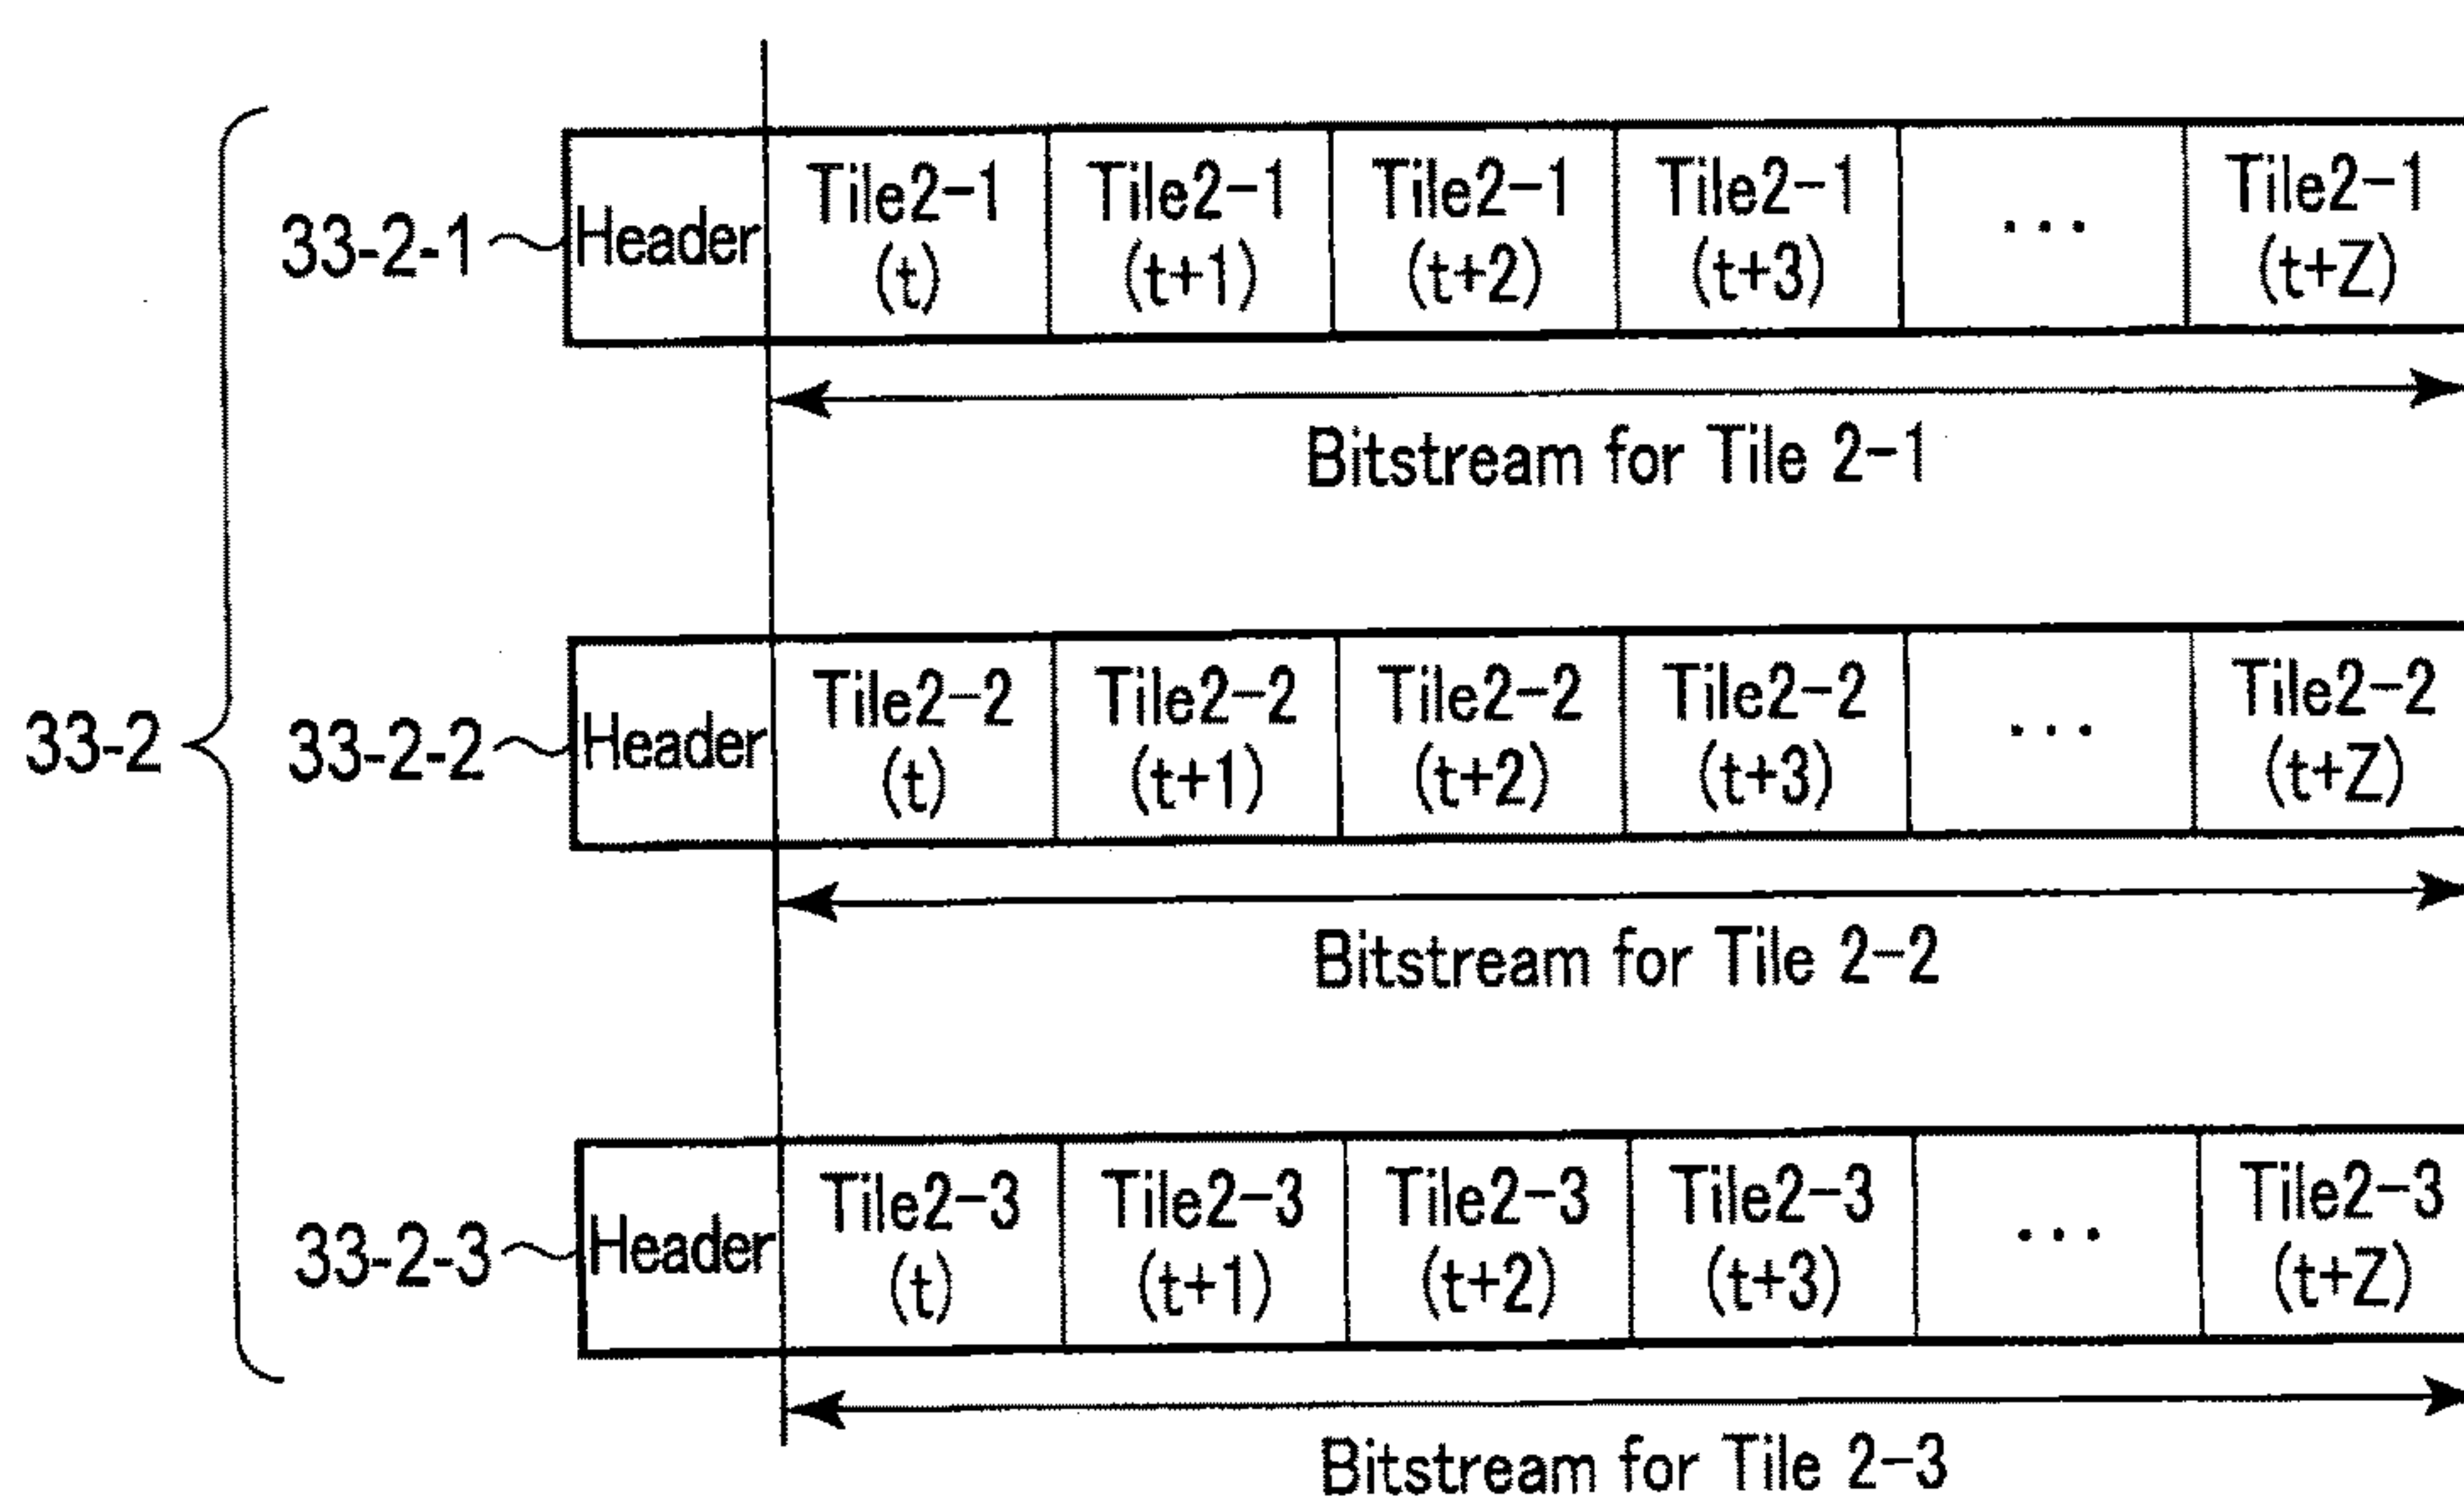 33-2
33-2-1
Header
Tile2-1
(t)
Tile2-1
(t+1)
Tile2-1
(t+2)
Tile2-1
(t+3)
...
Tile2-1
(t+Z)
Bitstream for Tile 2-1
33-2-2
Header
Tile2-2
(t)
Tile2-2
(t+1)
Tile2-2
(t+2)
Tile2-2
(t+3)
...
Tile2-2
(t+Z)
Bitstream for Tile 2-2
33-2-3
Header
Tile2-3
(t)
Tile2-3
(t+1)
Tile2-3
(t+2)
Tile2-3
(t+3)
...
Tile2-3
(t+Z)
Bitstream for Tile 2-3